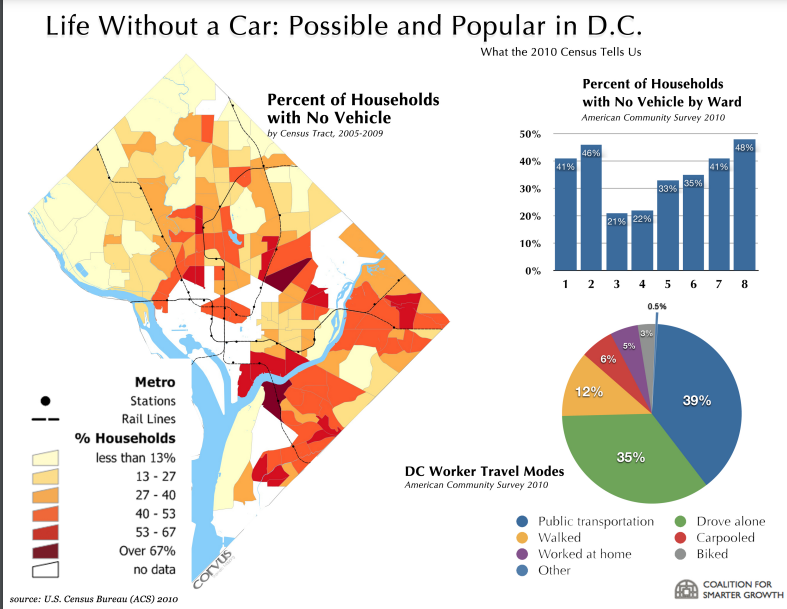 Life Without a Car: Possible and Popular in D.C.
What the 2010 Census Tells Us
Percent of Households
with No Vehicle
by Census Tract, 2005-2009
Metro
Stations
Rail Lines
% Households
less than 13%
13 - 27
27 - 40
40 - 53
53 - 67
Over 67%
no data
corvus
source: U.S. Census Bureau (ACS) 2010
Percent of Households
with No Vehicle by Ward
American Community Survey 2010
50%
40%
30%
20%
10%
0%
41%
46%
21%
22%
33%
35%
41%
48%
1 2 3 4 5 6 7 8
0.5%
3%
5%
6%
12%
39%
35%
DC Worker Travel Modes
American Community Survey 2010
Public transportation
Drove alone
Walked
Carpooled
Worked at home
Biked
Other
COALITION FOR
SMARTER GROWTH